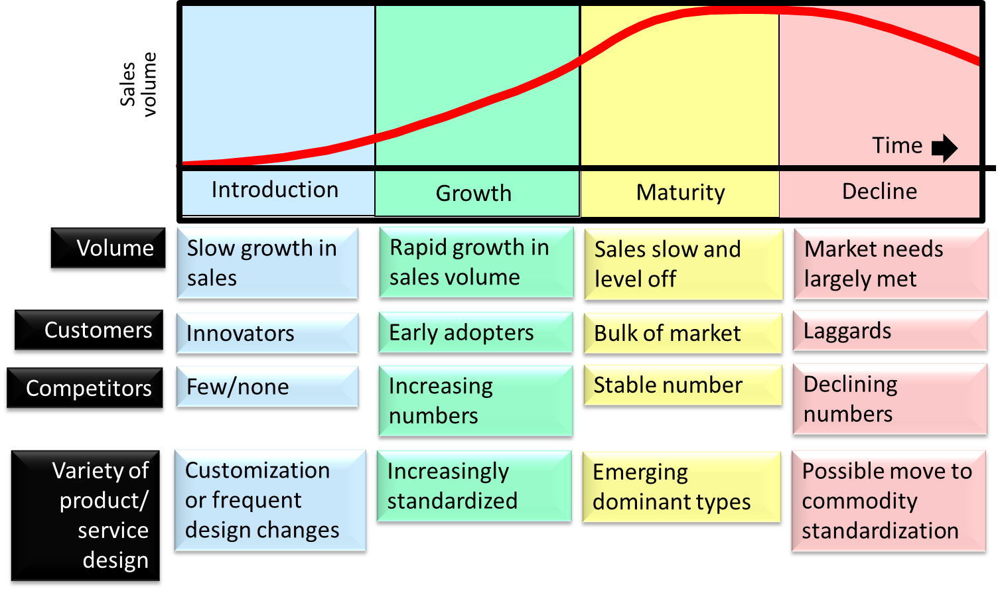 Sales
volume
Time
Introduction
Growth
Maturity
Decline
Volume
Slow growth in
sales
Rapid growth in
sales volume
Sales slow and
level off
Market needs
largely met
Customers
Innovators
Early adopters
Bulk of market
Laggards
Competitors
Few/none
Increasing
numbers
Stable number
Declining
numbers
Variety of
product/
service
design
Customization
or frequent
design changes
Increasingly
standardized
Emerging
dominant types
Possible move to
commodity
standardization